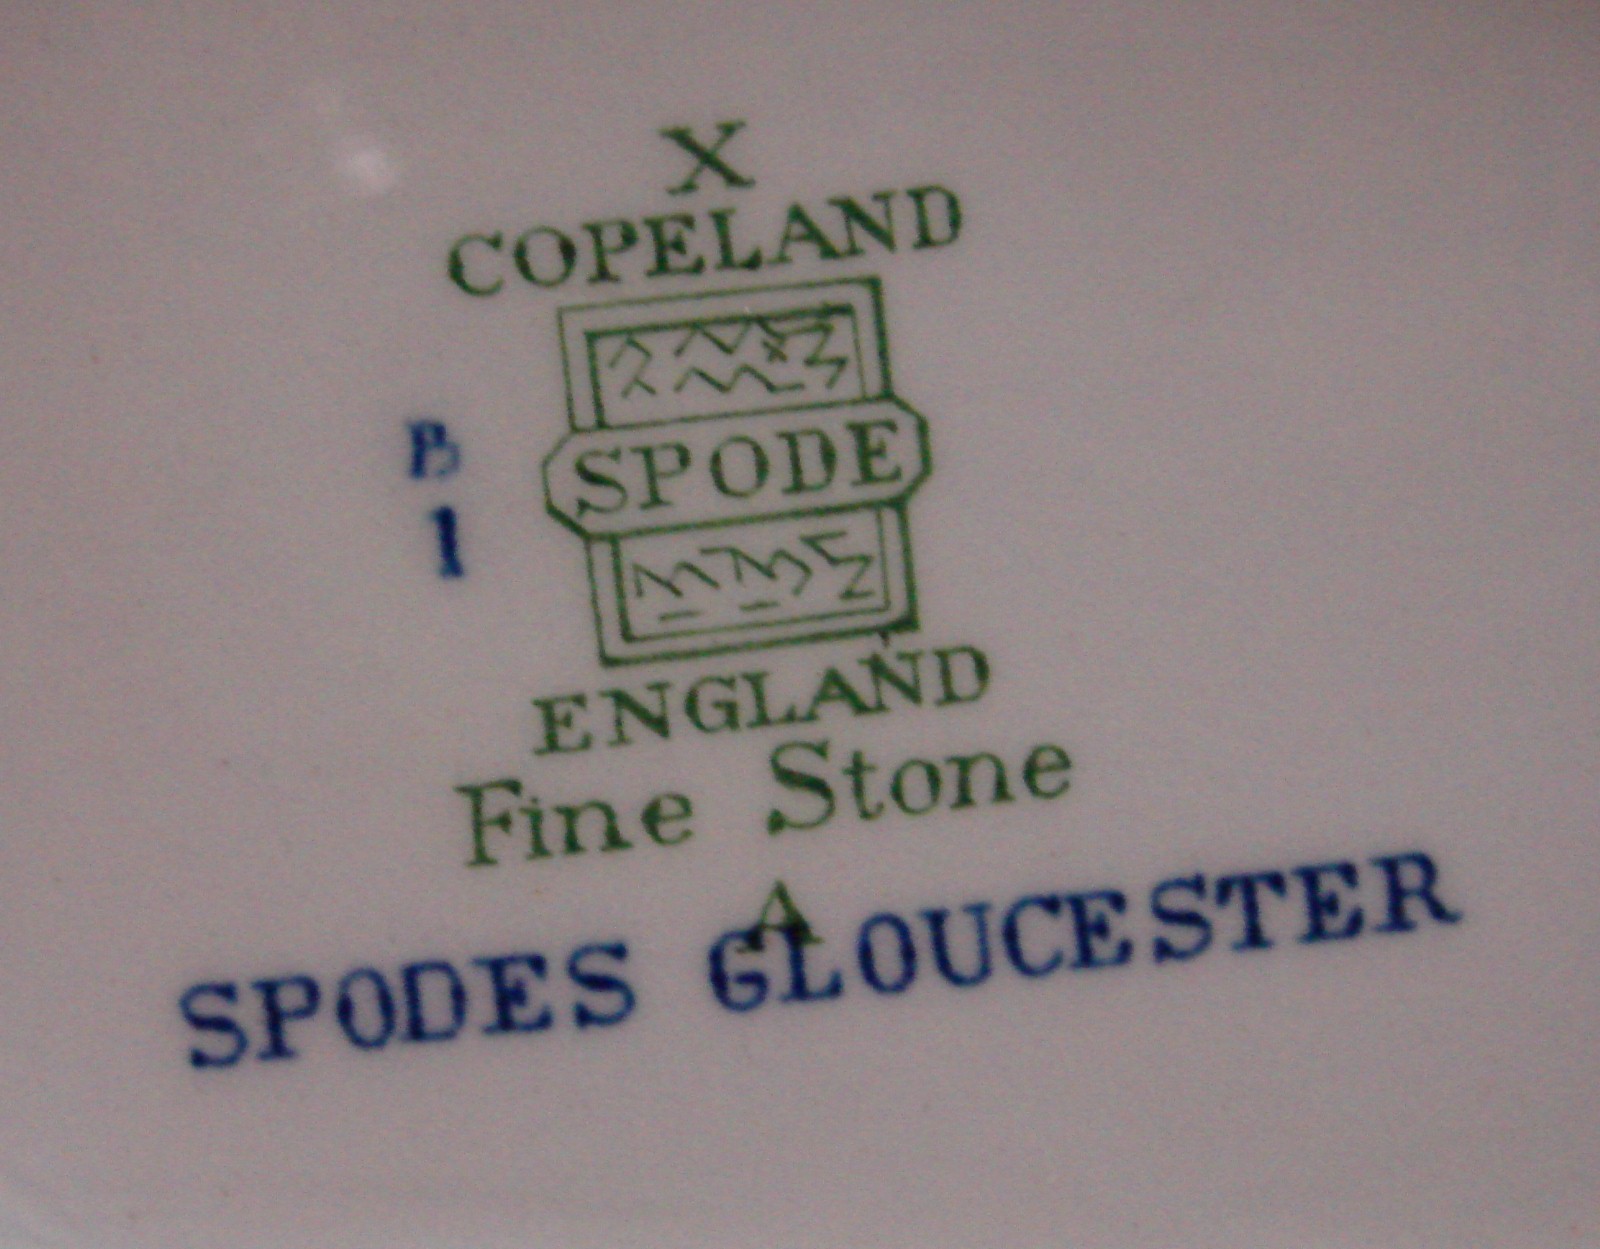 X
COPELAND
SPODE
B
1
ENGLAND
Fine Stone
A
SPODES GLOUCESTER